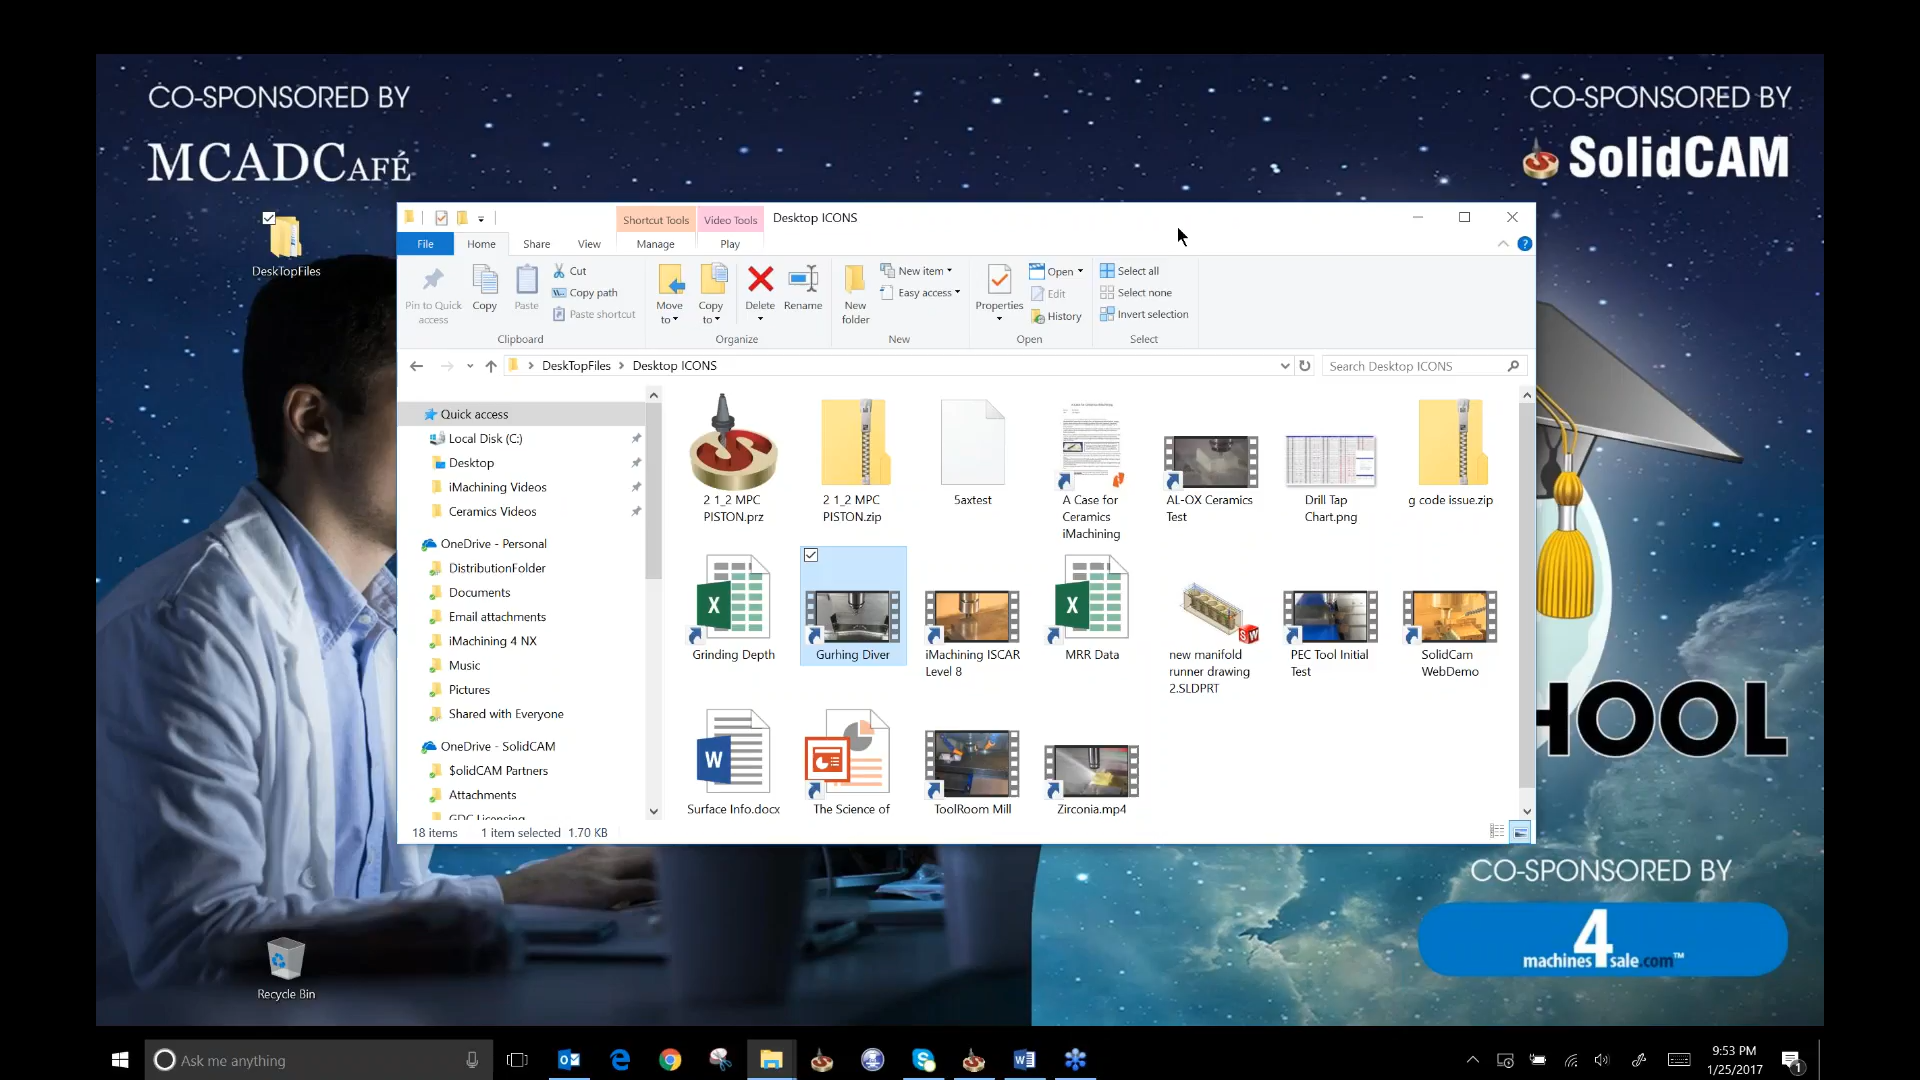 CO-SPONSORED BY
MCADCAFÉ
CO-SPONSORED BY
SolidCAM
DeskTopFiles
Shortcut Tools
Video Tools
Desktop ICONS
File
Home
Share
View
Manage
Play
Pin to Quick
access
Copy
Paste
Cut
Copy path
Paste shortcut
Clipboard
Move
to
Copy
to
Delete
Rename
Organize
New
folder
New item
Easy access
New
Properties
Open
Edit
History
Open
Select all
Select none
Invert selection
Select
DeskTopFiles
Desktop ICONS
Search Desktop ICONS
Quick access
Local Disk (C:)
Desktop
iMachining Videos
Ceramics Videos
OneDrive - Personal
DistributionFolder
Documents
Email attachments
iMachining 4 NX
Music
Pictures
Shared with Everyone
OneDrive - SolidCAM
$olidCAM Partners
Attachments
GDC Licensing
2 1_2 MPC
PISTON.prz
2 1_2 MPC
PISTON.zip
5axtest
A Case for
Ceramics
iMachining
AL-OX Ceramics
Test
Drill Tap
Chart.png
g code issue.zip
Grinding Depth
Gurhing Diver
iMachining ISCAR
Level 8
MRR Data
new manifold
runner drawing
2.SLDPRT
PEC Tool Initial
Test
SolidCam
WebDemo
Surface Info.docx
The Science of
ToolRoom Mill
Zirconia.mp4
18 items
1 item selected 1.70 KB
HOOL
CO-SPONSORED BY
machines4sale.com™
Recycle Bin
Ask me anything
9:53 PM
1/25/2017
1